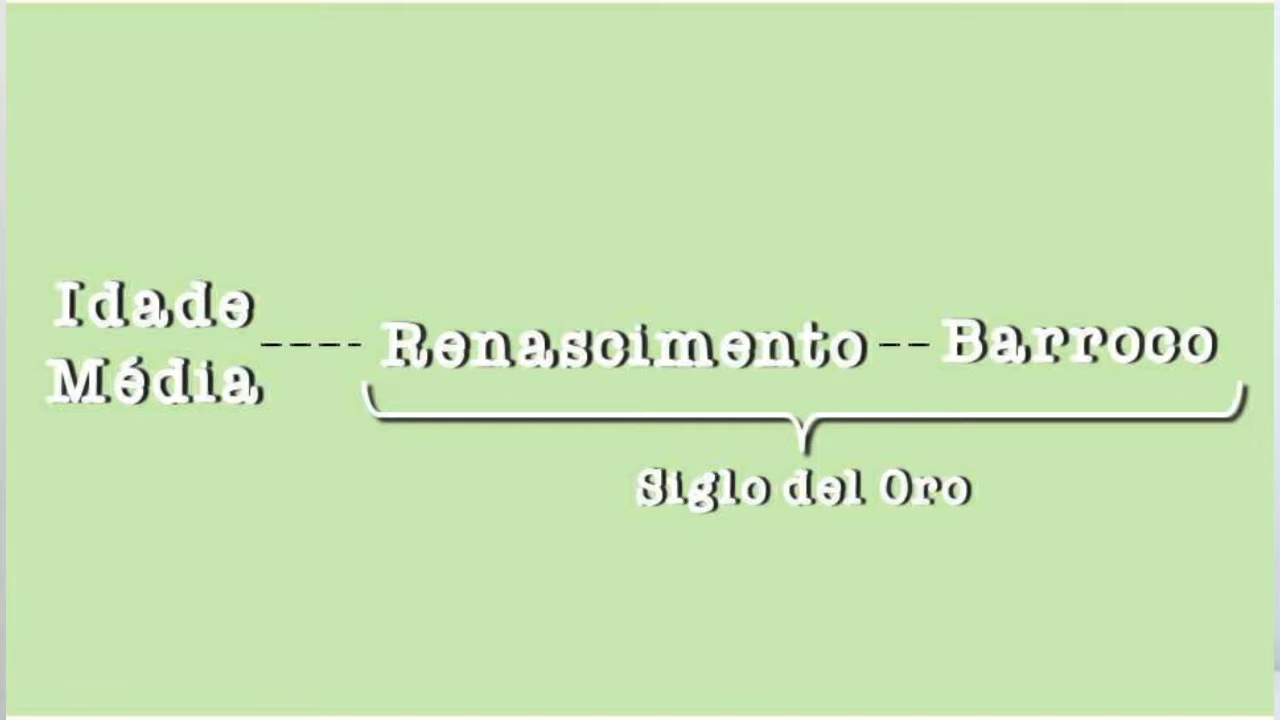 Idade
Média
Renascimento
Barroco
Siglo del Oro